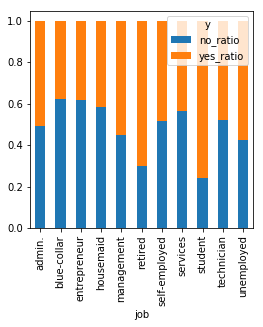 y
no_ratio
yes_ratio
1.0
0.8
0.6
0.4
0.2
0.0
admin.
blue-collar
entrepreneur
housemaid
management
retired
self-employed
services
student
technician
unemployed
job